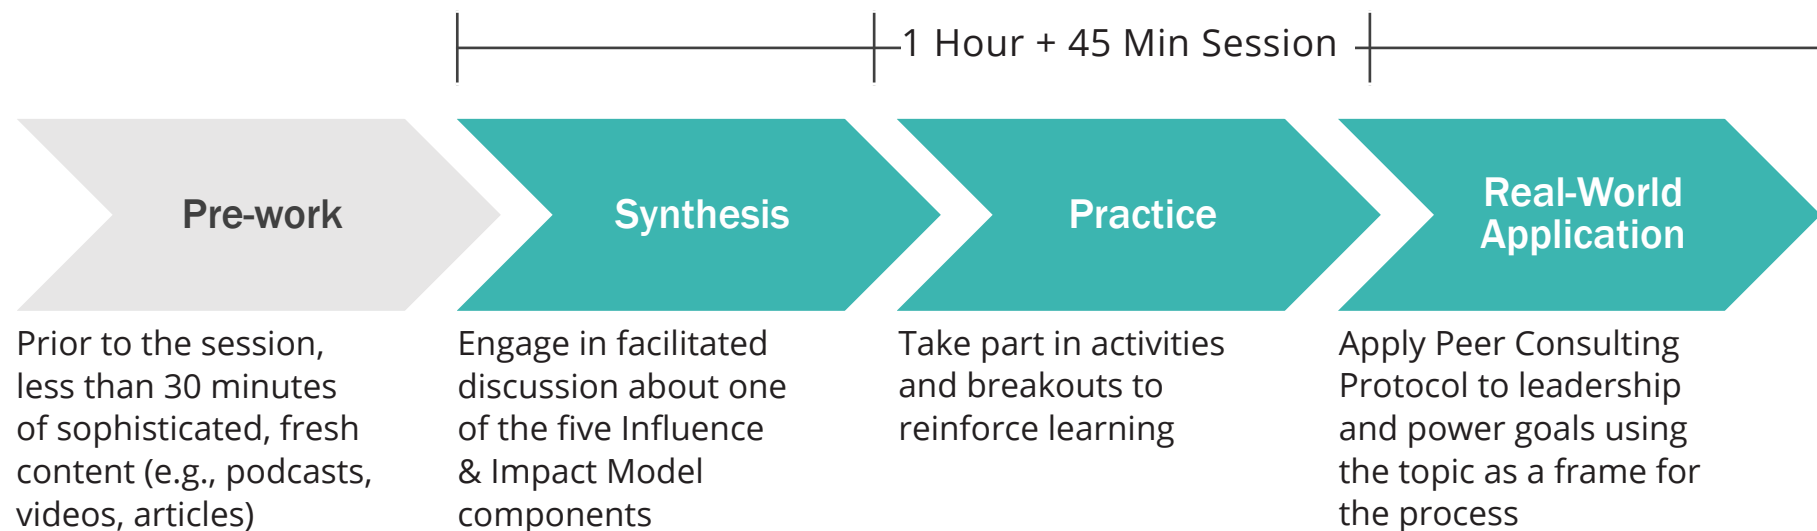 1 Hour + 45 Min Session
Pre-work
Synthesis
Practice
Real-World
Application
Prior to the session,
less than 30 minutes
of sophisticated, fresh
content (e.g., podcasts,
videos, articles)
Engage in facilitated
discussion about one
of the five Influence
& Impact Model
components
Take part in activities
and breakouts to
reinforce learning
Apply Peer Consulting
Protocol to leadership
and power goals using
the topic as a frame for
the process